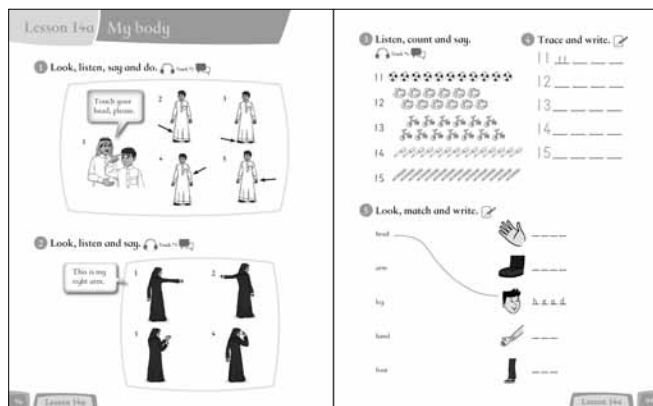 Lesson 14a My body
1 Look, listen, say and do.
Touch your
head, please.
1
2
3
4
5
2 Look, listen and say.
This is my
right arm.
1
2
3
4
Lesson 14a
3 Listen, count and say.
11
12
13
14
15
4 Trace and write.
11 11 _ _ _
12 _ _ _ _
13 _ _ _ _
14 _ _ _ _
15 _ _ _ _
5 Look, match and write.
head
arm
leg
hand
foot
_ _ _ _
_ _ _ _
h e a d
_ _ _
_ _ _
Lesson 14a